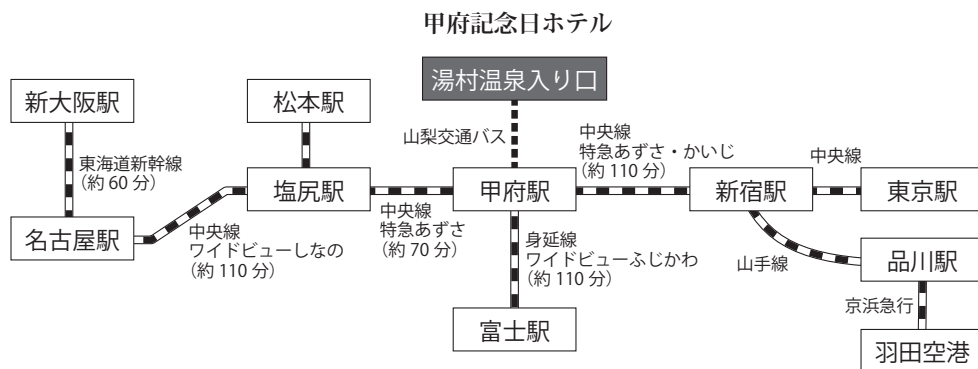 甲府記念日ホテル
湯村温泉入り口
新大阪駅
松本駅
山梨交通バス
中央線
特急あずさ・かいじ
(約 110 分)
中央線
東海道新幹線
(約 60 分)
塩尻駅
甲府駅
新宿駅
東京駅
名古屋駅
中央線
ワイドビューしなの
(約 110 分)
中央線
特急あずさ
(約 70 分)
身延線
ワイドビューふじかわ
(約 110 分)
山手線
品川駅
京浜急行
富士駅
羽田空港